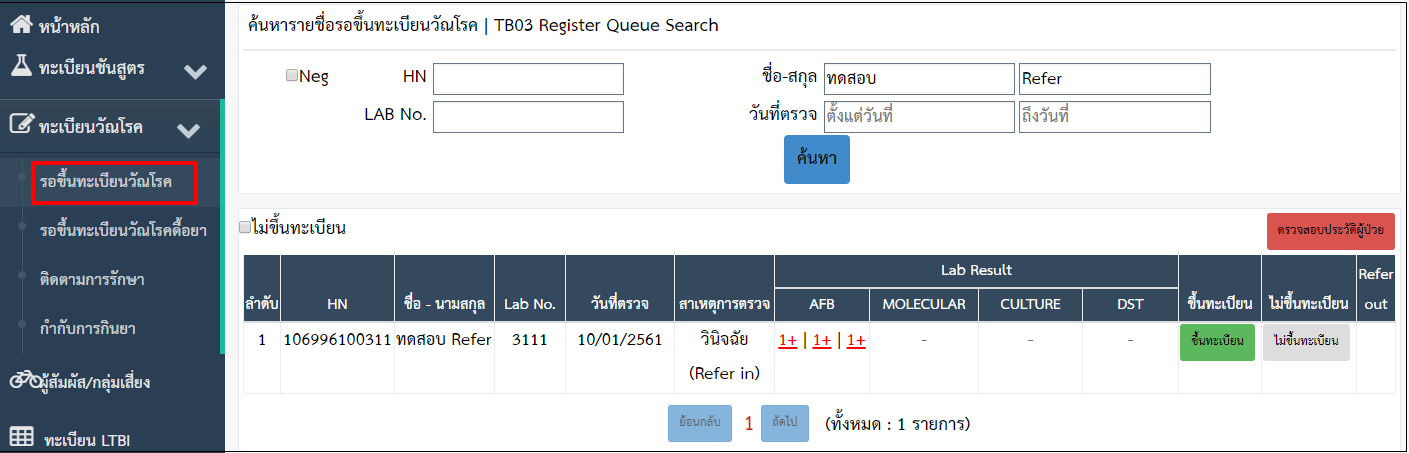 หน้าหลัก
ทะเบียนชันสูตร
ทะเบียนวัณโรค
รอขึ้นทะเบียนวัณโรค
รอขึ้นทะเบียนวัณโรคดื้อยา
ติดตามการรักษา
กำกับการกินยา
ผู้สัมผัส/กลุ่มเสี่ยง
ทะเบียน LTBI
ค้นหารายชื่อรอขึ้นทะเบียนวัณโรค | TB03 Register Queue Search
Neg HN ชื่อ-สกุล ทดสอบ Refer
LAB No. วันที่ตรวจ ตั้งแต่วันที่ ถึงวันที่
ค้นหา
ไม่ขึ้นทะเบียน ตรวจสอบประวัติผู้ป่วย
Lab Result Refer
ลำดับ HN ชื่อ - นามสกุล Lab No. วันที่ตรวจ สาเหตุการตรวจ AFB MOLECULAR CULTURE DST ขึ้นทะเบียน ไม่ขึ้นทะเบียน out
1 106996100311 ทดสอบ Refer 3111 10/01/2561 วินิจฉัย 1+ | 1+ | 1+ - - - ขึ้นทะเบียน ไม่ขึ้นทะเบียน
(Refer in)
ย้อนกลับ 1 ถัดไป (ทั้งหมด : 1 รายการ)